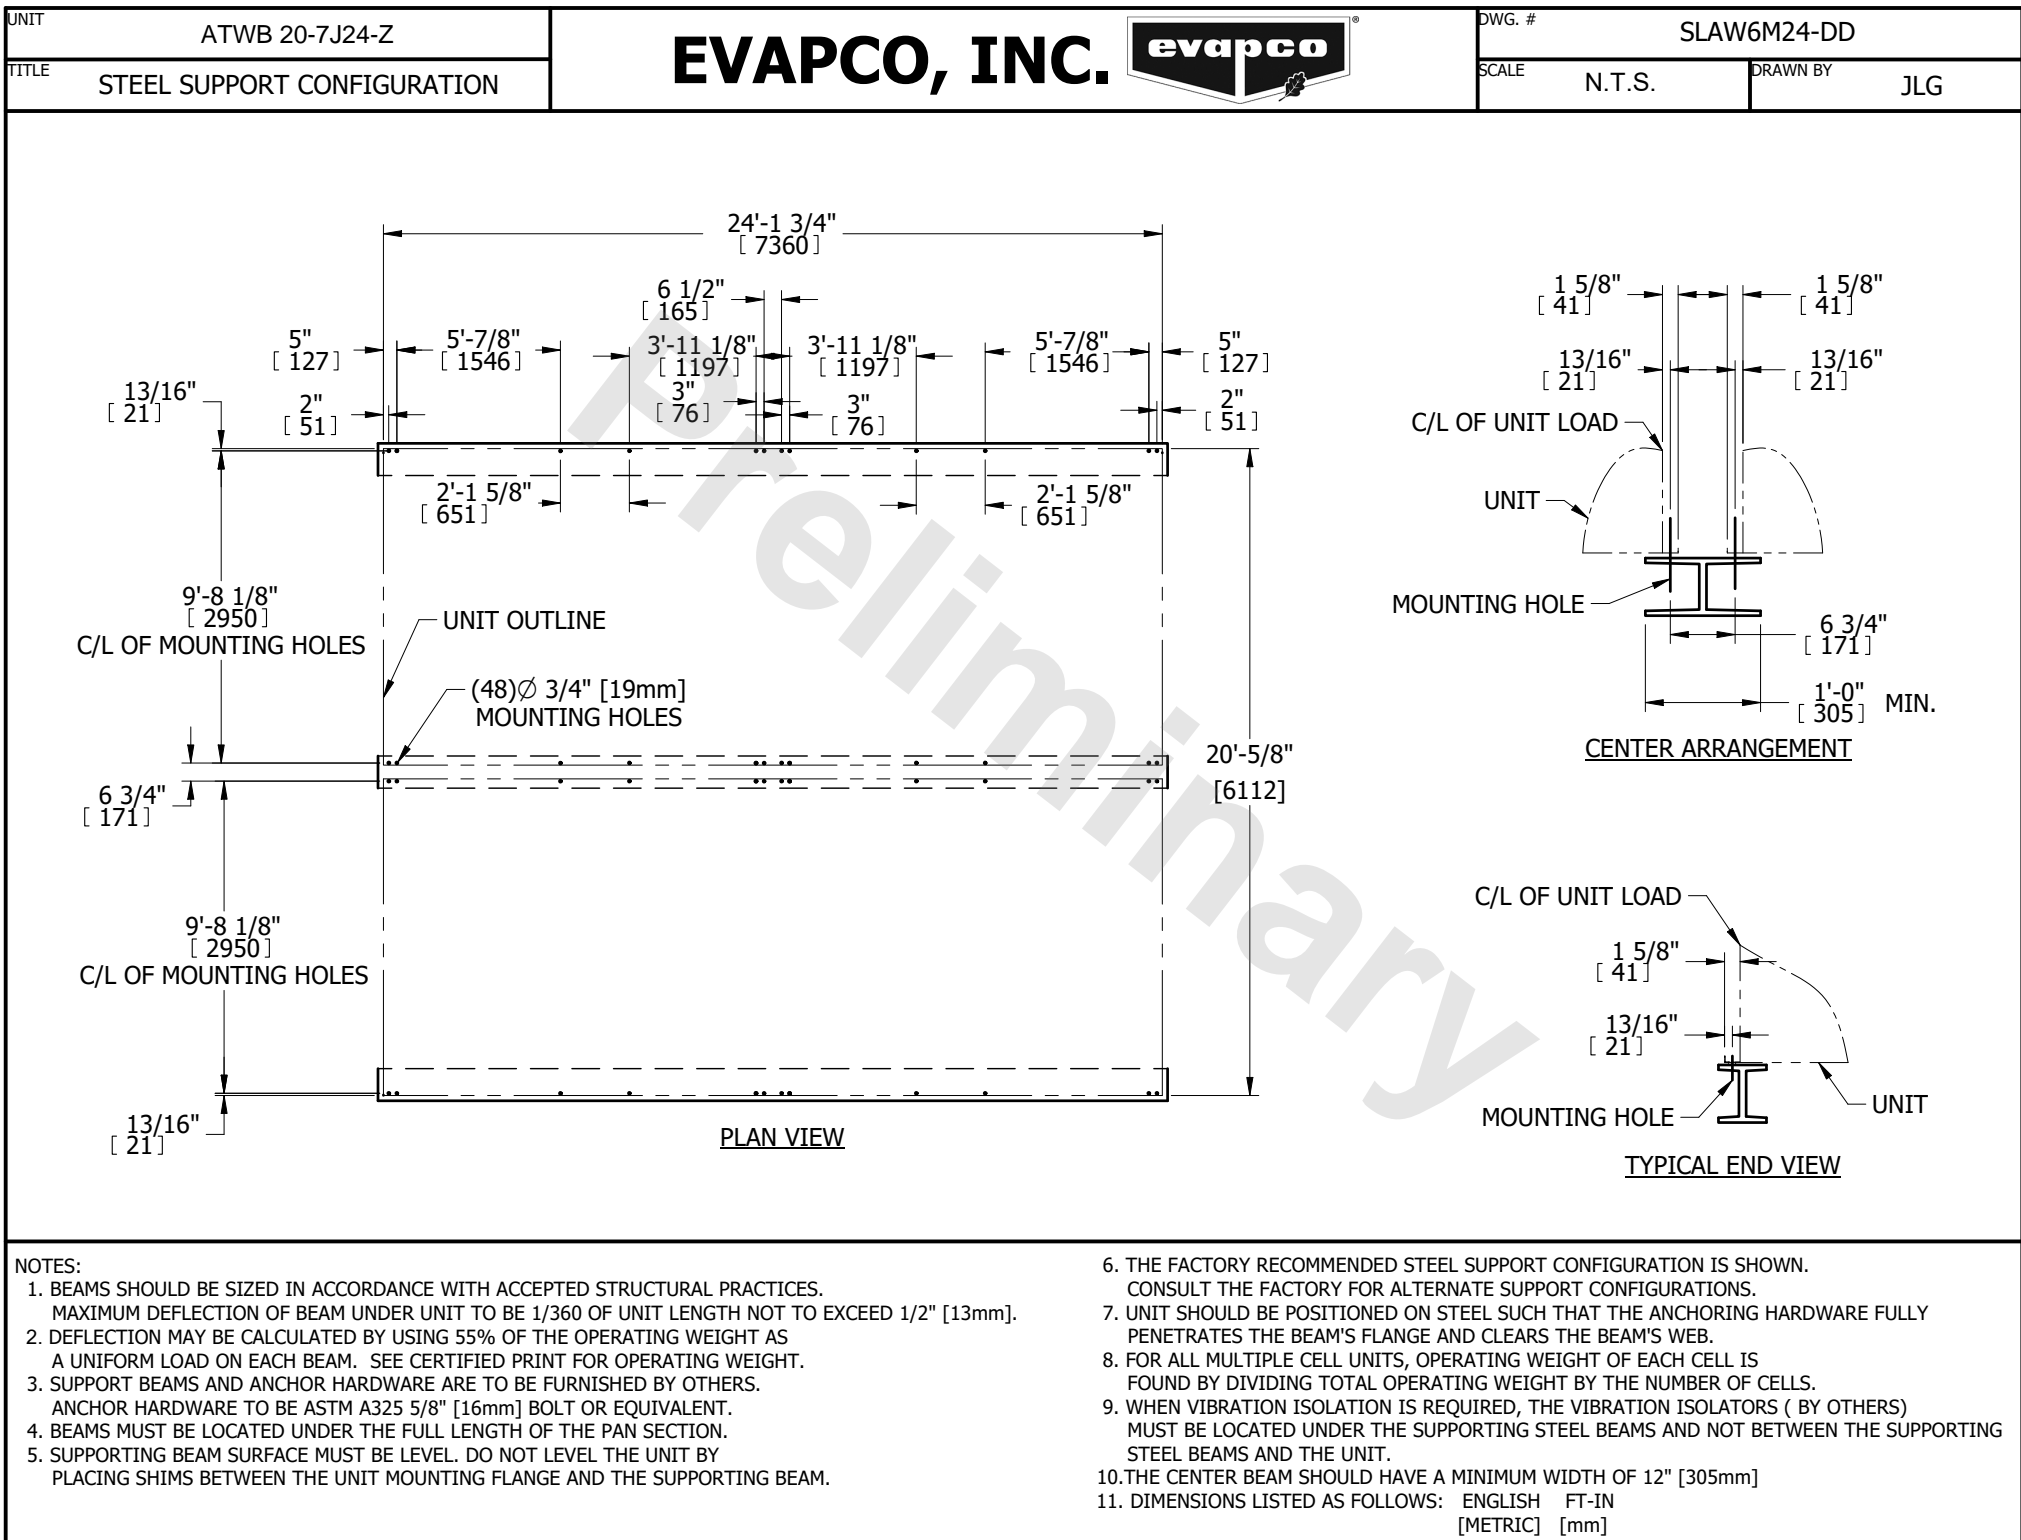 UNIT
ATWB 20-7J24-Z
TITLE
STEEL SUPPORT CONFIGURATION
EVAPCO, INC.
evapco
®
DWG. #
SLAW6M24-DD
SCALE
N.T.S.
DRAWN BY
JLG
24'-1 3/4"
[ 7360]
6 1/2"
[ 165]
5"
[ 127]
5'-7/8"
[ 1546]
3'-11 1/8"
[ 1197]
3'-11 1/8"
[ 1197]
5'-7/8"
[ 1546]
5"
[ 127]
13/16"
[ 21]
2"
[ 51]
3"
[ 76]
3"
[ 76]
2"
[ 51]
2'-1 5/8"
[ 651]
2'-1 5/8"
[ 651]
9'-8 1/8"
[ 2950]
C/L OF MOUNTING HOLES
UNIT OUTLINE
(48)∅ 3/4" [19mm]
MOUNTING HOLES
6 3/4"
[ 171]
20'-5/8"
[6112]
9'-8 1/8"
[ 2950]
C/L OF MOUNTING HOLES
13/16"
[ 21]
PLAN VIEW
Preliminary
1 5/8"
[ 41]
1 5/8"
[ 41]
13/16"
[ 21]
13/16"
[ 21]
C/L OF UNIT LOAD
UNIT
MOUNTING HOLE
6 3/4"
[ 171]
1'-0"
[ 305]
MIN.
CENTER ARRANGEMENT
C/L OF UNIT LOAD
1 5/8"
[ 41]
13/16"
[ 21]
MOUNTING HOLE
UNIT
TYPICAL END VIEW
NOTES:
1. BEAMS SHOULD BE SIZED IN ACCORDANCE WITH ACCEPTED STRUCTURAL PRACTICES.
MAXIMUM DEFLECTION OF BEAM UNDER UNIT TO BE 1/360 OF UNIT LENGTH NOT TO EXCEED 1/2" [13mm].
2. DEFLECTION MAY BE CALCULATED BY USING 55% OF THE OPERATING WEIGHT AS
A UNIFORM LOAD ON EACH BEAM. SEE CERTIFIED PRINT FOR OPERATING WEIGHT.
3. SUPPORT BEAMS AND ANCHOR HARDWARE ARE TO BE FURNISHED BY OTHERS.
ANCHOR HARDWARE TO BE ASTM A325 5/8" [16mm] BOLT OR EQUIVALENT.
4. BEAMS MUST BE LOCATED UNDER THE FULL LENGTH OF THE PAN SECTION.
5. SUPPORTING BEAM SURFACE MUST BE LEVEL. DO NOT LEVEL THE UNIT BY
PLACING SHIMS BETWEEN THE UNIT MOUNTING FLANGE AND THE SUPPORTING BEAM.
6. THE FACTORY RECOMMENDED STEEL SUPPORT CONFIGURATION IS SHOWN.
CONSULT THE FACTORY FOR ALTERNATE SUPPORT CONFIGURATIONS.
7. UNIT SHOULD BE POSITIONED ON STEEL SUCH THAT THE ANCHORING HARDWARE FULLY
PENETRATES THE BEAM'S FLANGE AND CLEARS THE BEAM'S WEB.
8. FOR ALL MULTIPLE CELL UNITS, OPERATING WEIGHT OF EACH CELL IS
FOUND BY DIVIDING TOTAL OPERATING WEIGHT BY THE NUMBER OF CELLS.
9. WHEN VIBRATION ISOLATION IS REQUIRED, THE VIBRATION ISOLATORS ( BY OTHERS)
MUST BE LOCATED UNDER THE SUPPORTING STEEL BEAMS AND NOT BETWEEN THE SUPPORTING
STEEL BEAMS AND THE UNIT.
10.THE CENTER BEAM SHOULD HAVE A MINIMUM WIDTH OF 12" [305mm]
11. DIMENSIONS LISTED AS FOLLOWS: ENGLISH FT-IN
[METRIC] [mm]